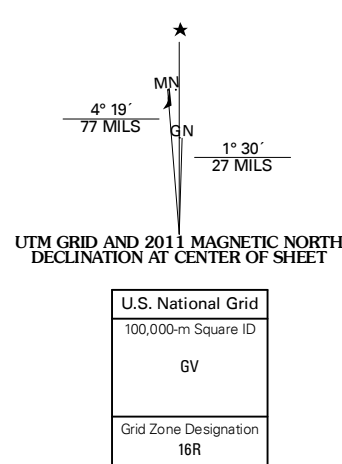 MN
4° 19´
77 MILS
GN
1° 30´
27 MILS
UTM GRID AND 2011 MAGNETIC NORTH
DECLINATION AT CENTER OF SHEET
U.S. National Grid
100,000-m Square ID
GV
Grid Zone Designation
16R